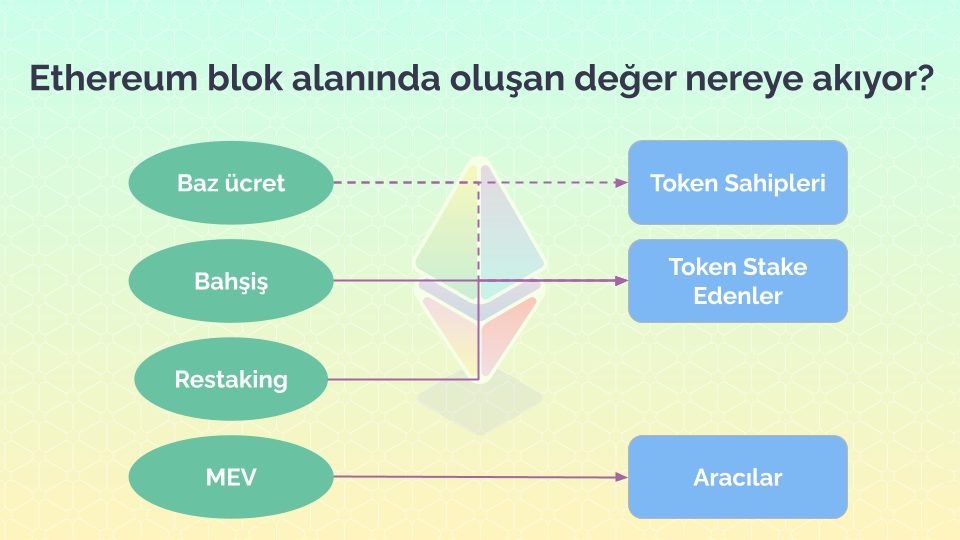 Ethereum blok alanında oluşan değer nereye akıyor?
Baz ücret
Token Sahipleri
Bahşiş
Token Stake
Edenler
Restaking
MEV
Aracılar